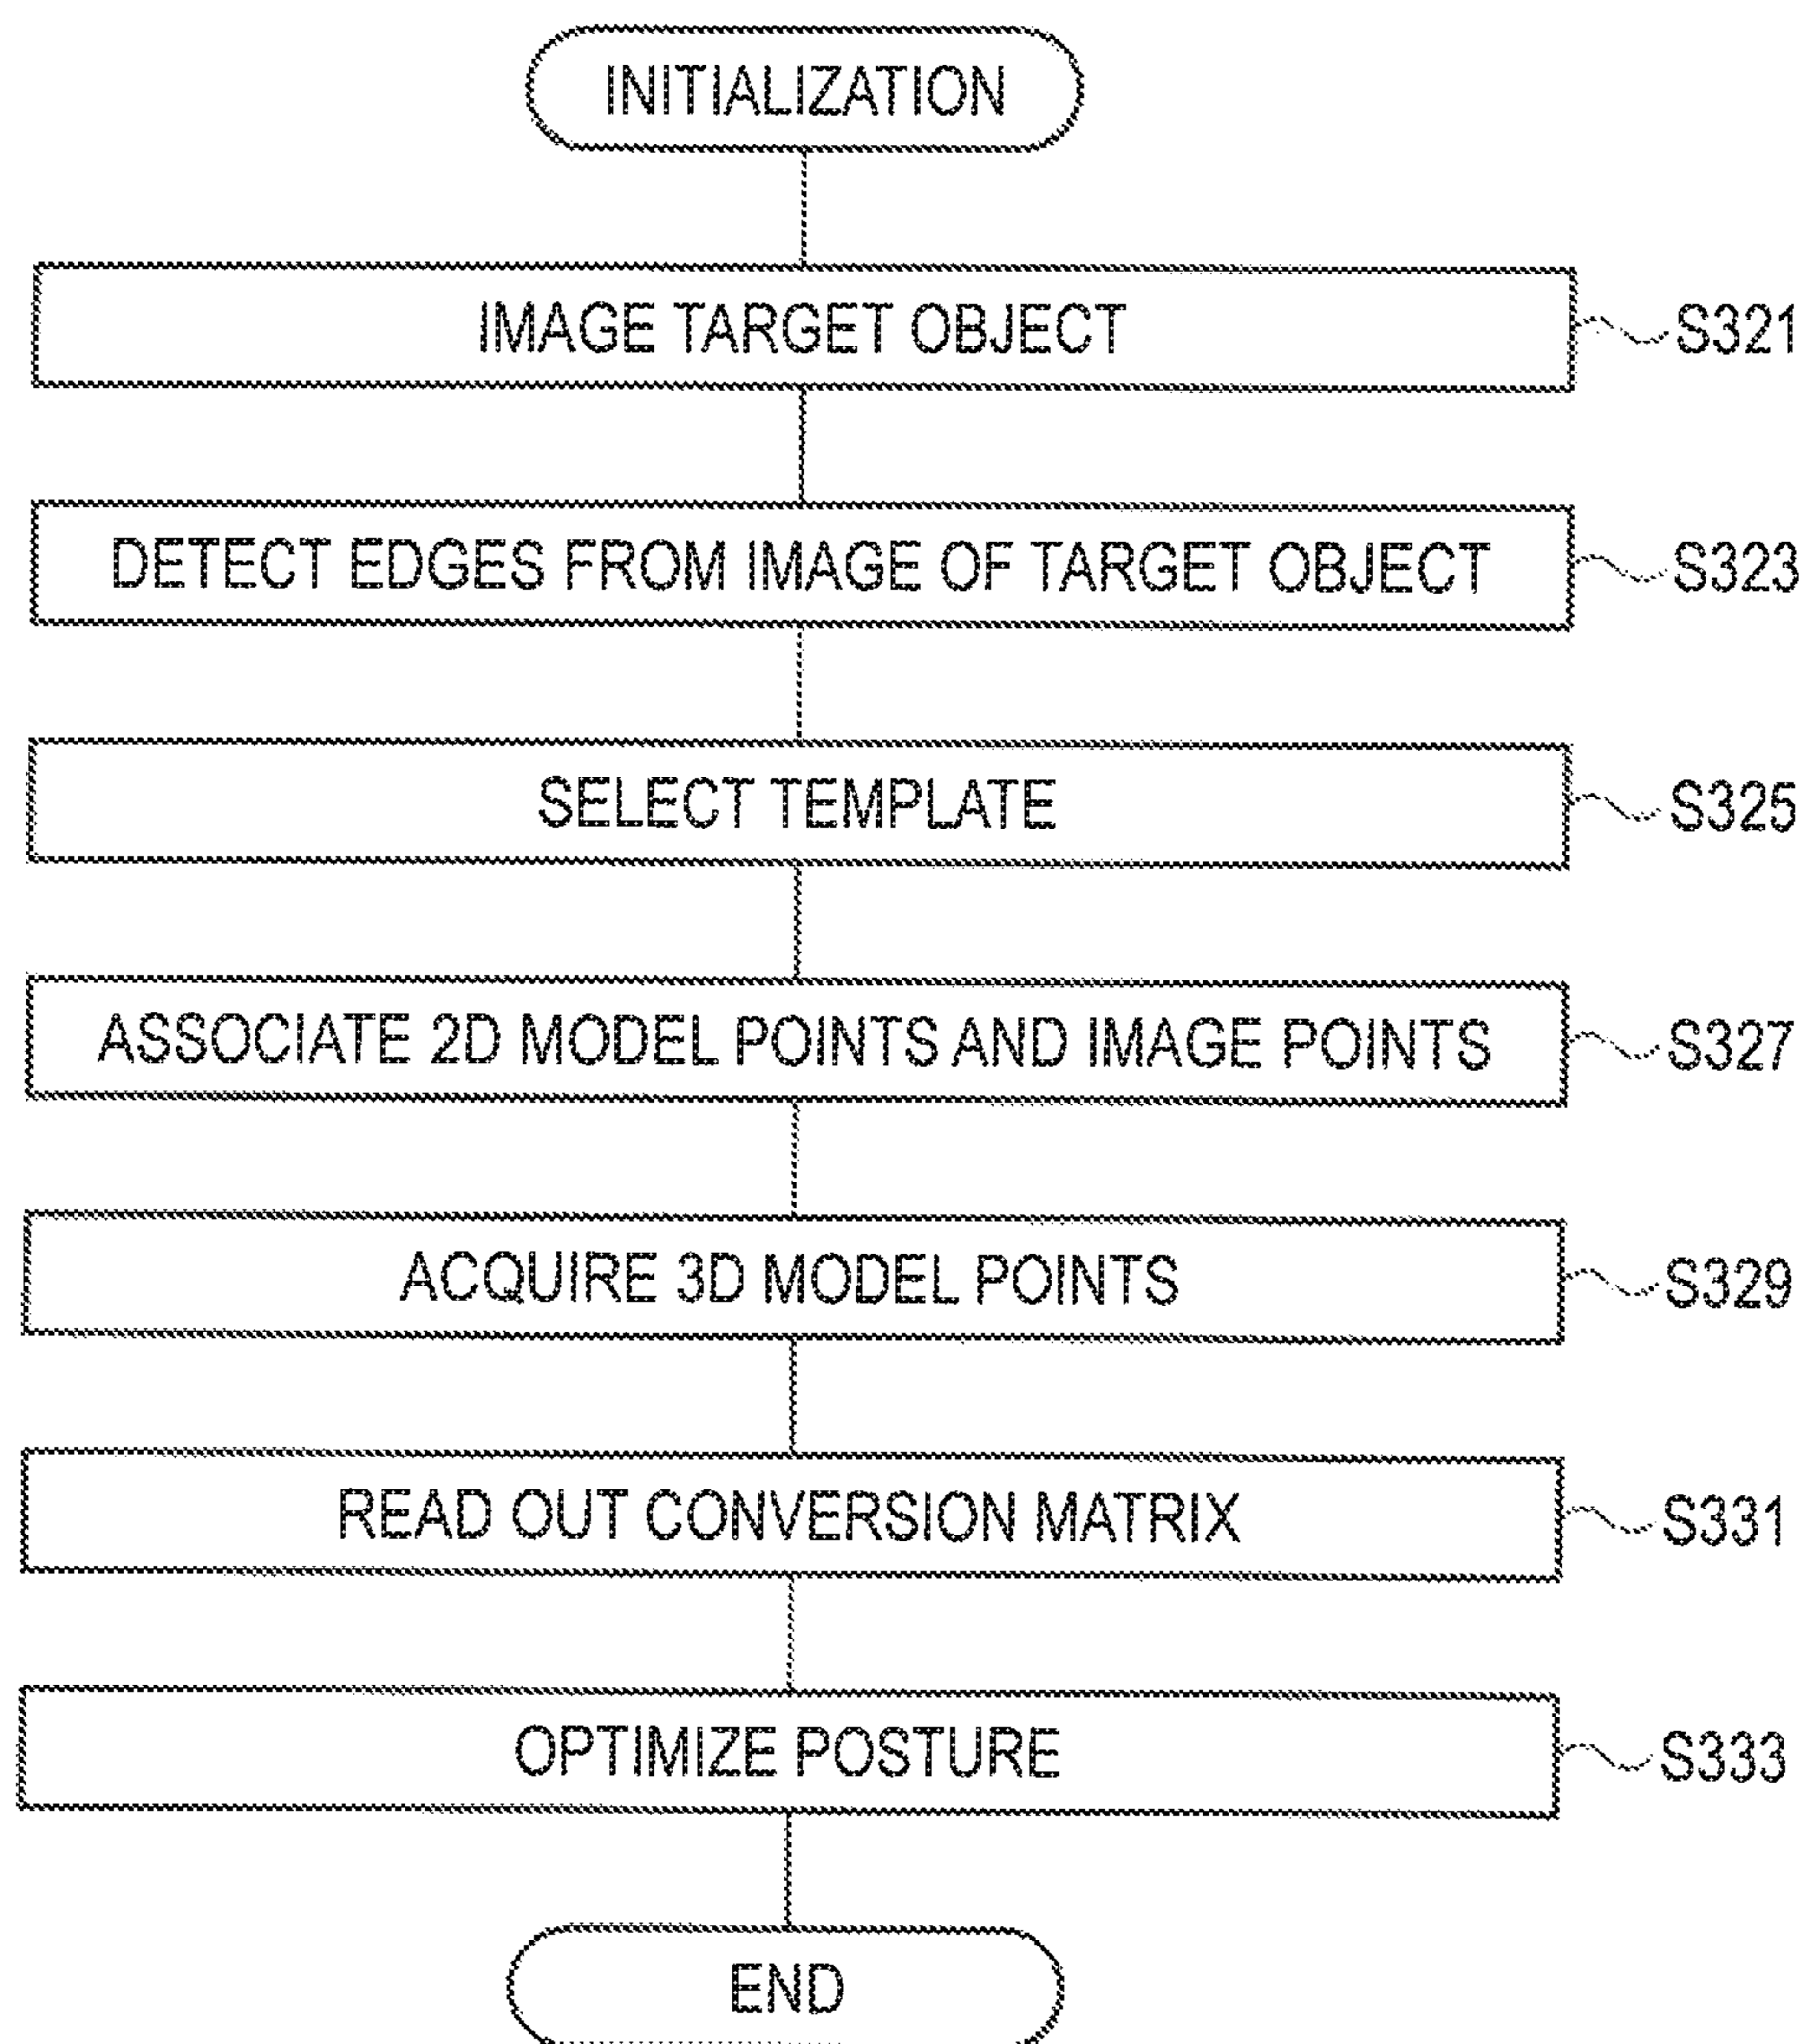 INITIALIZATION
IMAGE TARGET OBJECT
S321
DETECT EDGES FROM IMAGE OF TARGET OBJECT
S323
SELECT TEMPLATE
S325
ASSOCIATE 2D MODEL POINTS AND IMAGE POINTS
S327
ACQUIRE 3D MODEL POINTS
S329
READ OUT CONVERSION MATRIX
S331
OPTIMIZE POSTURE
S333
END